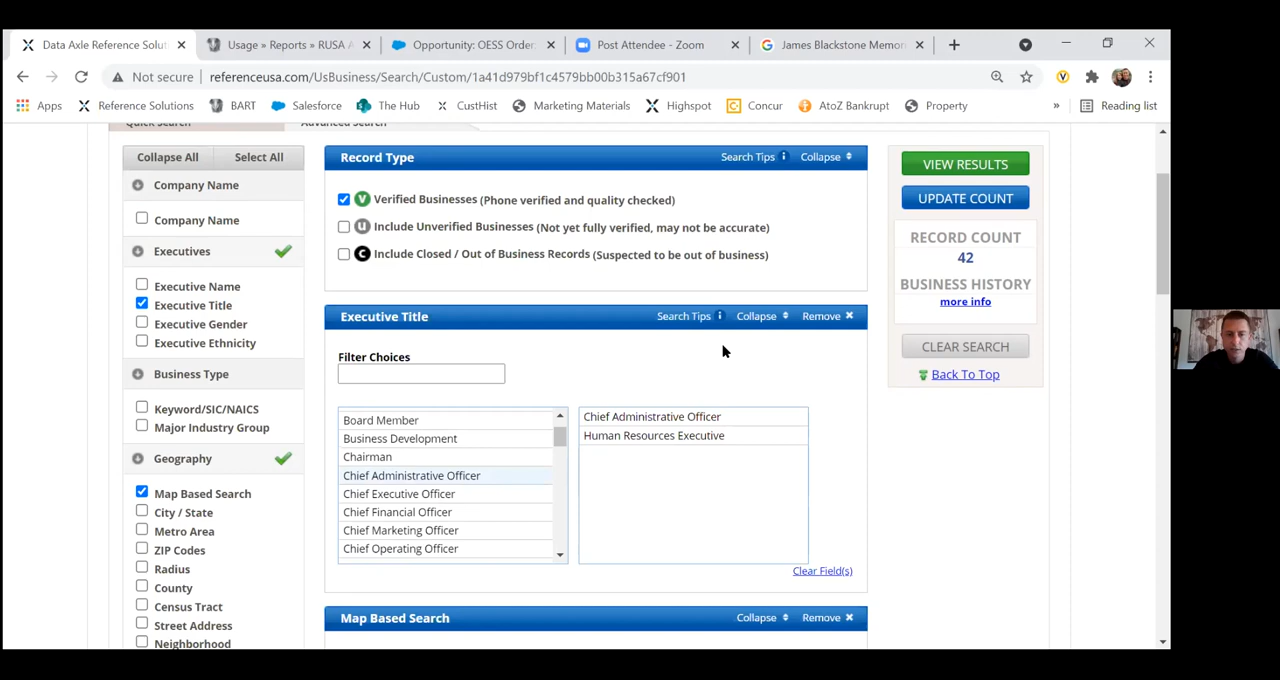 Data Axle Reference Soluti
Usage » Reports » RUSA A
Opportunity: OESS Order
Post Attendee - Zoom
James Blackstone Memor
Not secure
referenceusa.com/UsBusiness/Search/Custom/1a41d979bf1c4579bb00b315a67cf901
Apps
Reference Solutions
BART
Salesforce
The Hub
CustHist
Marketing Materials
Highspot
Concur
AtoZ Bankrupt
Property
»
Reading list
Quick Search
Advanced Search
Collapse All
Select All
Company Name
Company Name
Executives
Executive Name
Executive Title
Executive Gender
Executive Ethnicity
Business Type
Keyword/SIC/NAICS
Major Industry Group
Geography
Map Based Search
City / State
Metro Area
ZIP Codes
Radius
County
Census Tract
Street Address
Neighborhood
Record Type
Search Tips i
Collapse
V Verified Businesses (Phone verified and quality checked)
U Include Unverified Businesses (Not yet fully verified, may not be accurate)
C Include Closed / Out of Business Records (Suspected to be out of business)
Executive Title
Search Tips i
Collapse
Remove
Filter Choices
Board Member
Business Development
Chairman
Chief Administrative Officer
Chief Executive Officer
Chief Financial Officer
Chief Marketing Officer
Chief Operating Officer
Chief Administrative Officer
Human Resources Executive
Clear Field(s)
Map Based Search
Collapse
Remove
VIEW RESULTS
UPDATE COUNT
RECORD COUNT
42
BUSINESS HISTORY
more info
CLEAR SEARCH
Back To Top